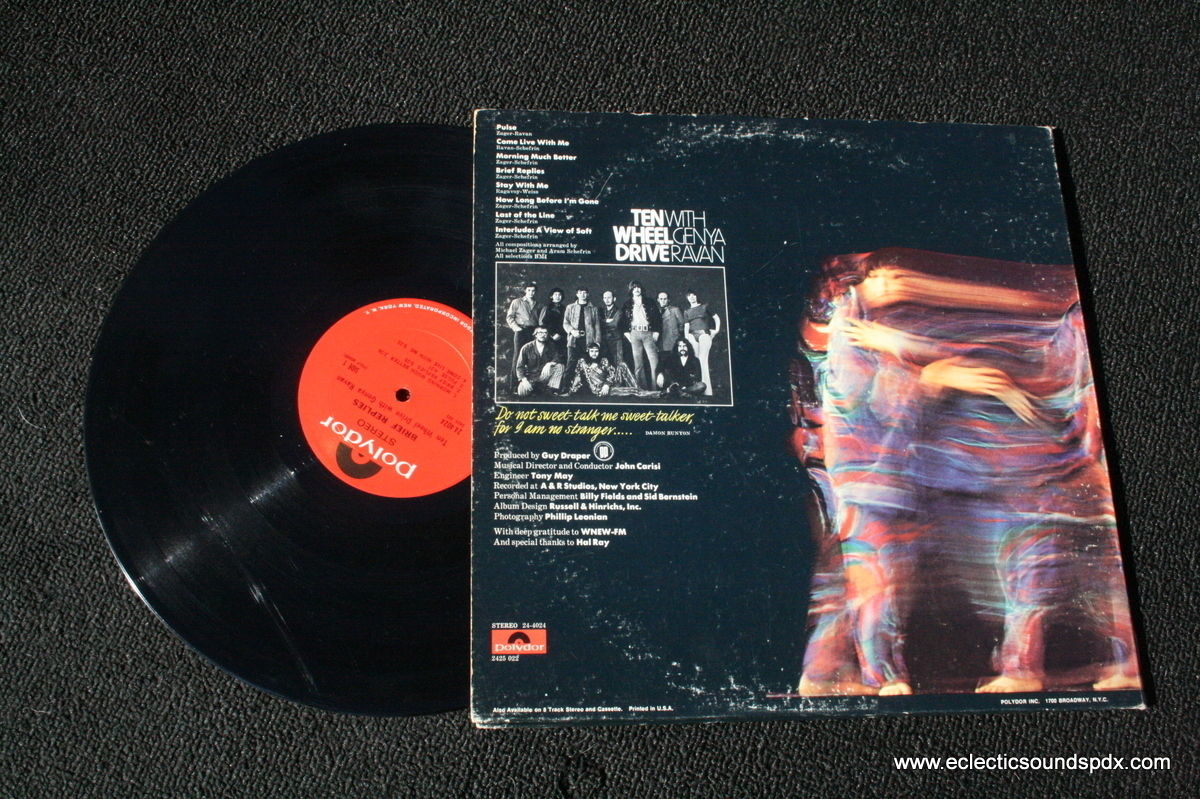 Pulse
Zager-Ravan
Come Live With Me
Ravan-Schefrin
Morning Much Better
Zager-Schefrin
Brief Replies
Zager-Schefrin
Stay With Me
Ragavoy-Weiss
How Long Before I'm Gone
Zager-Schefrin
Last of the Line
Zager-Schefrin
Interlude: A View of Soft
Zager-Schefrin
All compositions arranged by
Michael Zager and Aram Schefrin
All selections BMI
TEN WITH
WHEEL GENYA
DRIVE RAVAN
Do not sweet-talk me sweet-talker,
for I am no stranger.....
DAMON RUNYON
Produced by Guy Draper
Musical Director and Conductor John Carisi
Engineer Tony May
Recorded at A & R Studios, New York City
Personal Management Billy Fields and Sid Bernstein
Album Design Russell & Hinrichs, Inc.
Photography Phillip Leonian
With deep gratitude to WNEW-FM
And special thanks to Hal Ray
STEREO 24-4024
polydor
2425 022
Also Available on 8 Track Stereo and Cassette. Printed in U.S.A.
POLYDOR INC. 1700 BROADWAY, N.Y.C.
polydor
STEREO
BRIEF REPLIES
Ten Wheel Drive with Genya Ravan
24 4024
SIDE 1
INCORPORATED, NEW YORK, N.Y.
www.eclecticsoundspdx.com